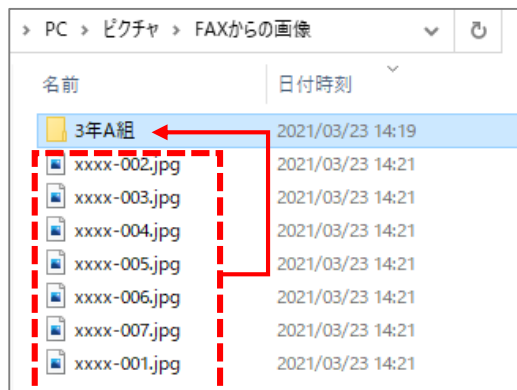 > PC > ピクチャ > FAXからの画像
名前 日付時刻
3年A組 2021/03/23 14:19
xxxx-002.jpg 2021/03/23 14:21
xxxx-003.jpg 2021/03/23 14:21
xxxx-004.jpg 2021/03/23 14:21
xxxx-005.jpg 2021/03/23 14:21
xxxx-006.jpg 2021/03/23 14:21
xxxx-007.jpg 2021/03/23 14:21
xxxx-001.jpg 2021/03/23 14:21